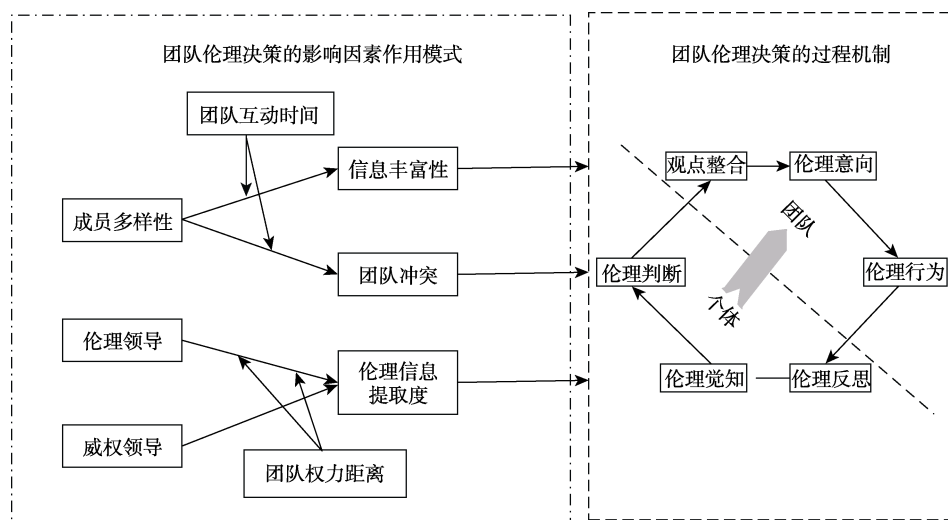 团队伦理决策的影响因素作用模式
团队互动时间
信息丰富性
成员多样性
团队冲突
伦理领导
伦理信息
提取度
威权领导
团队权力距离
团队伦理决策的过程机制
观点整合
伦理意向
团队
伦理判断
伦理行为
个体
伦理觉知
伦理反思